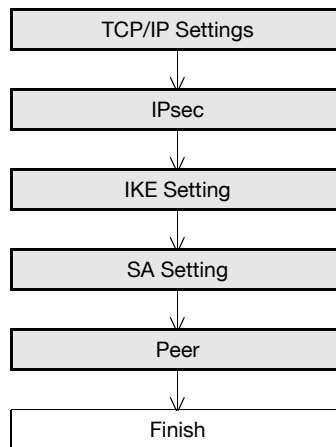 TCP/IP Settings
IPsec
IKE Setting
SA Setting
Peer
Finish